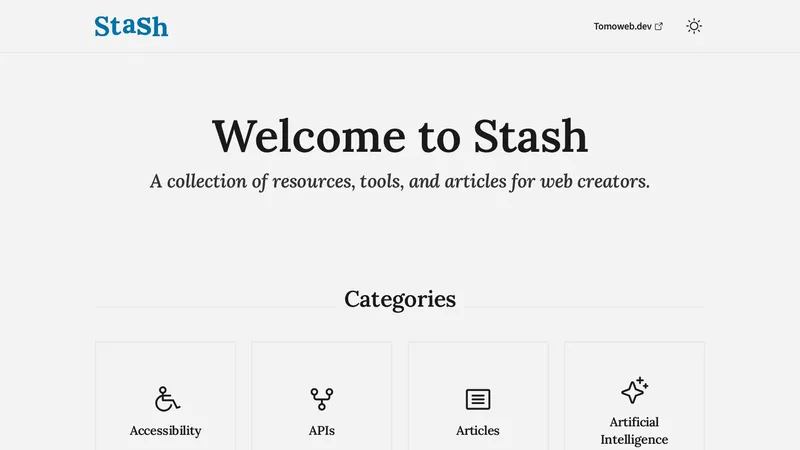 StaSh
Tomoweb.dev
Welcome to Stash
A collection of resources, tools, and articles for web creators.
Categories
Accessibility
APIs
Articles
Artificial
Intelligence